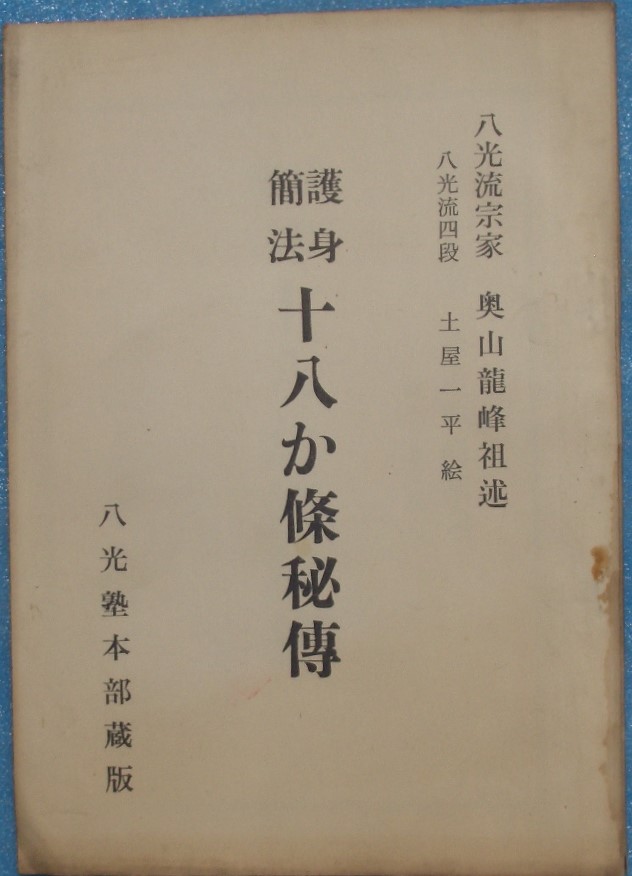 八光流宗家 奥山龍峰祖述
八光流四段 土屋一平 絵
護身
簡法
十八か條秘傳
八光塾本部蔵版